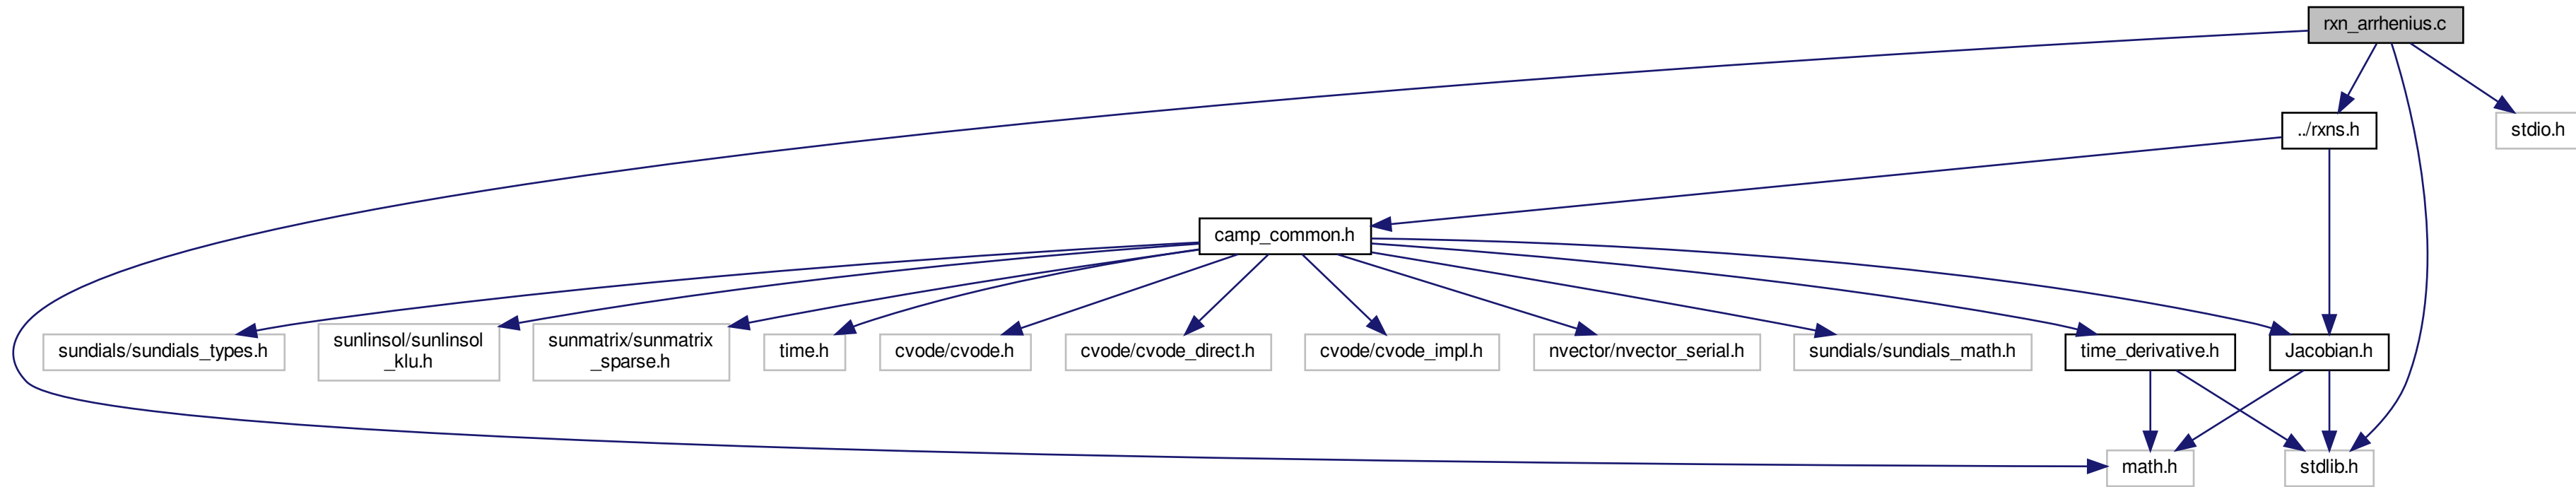 rxn_arrhenius.c
../rxns.h
stdio.h
camp_common.h
sundials/sundials_types.h
sunlinsol/sunlinsol
_klu.h
sunmatrix/sunmatrix
_sparse.h
time.h
cvode/cvode.h
cvode/cvode_direct.h
cvode/cvode_impl.h
nvector/nvector_serial.h
sundials/sundials_math.h
time_derivative.h
Jacobian.h
math.h
stdlib.h